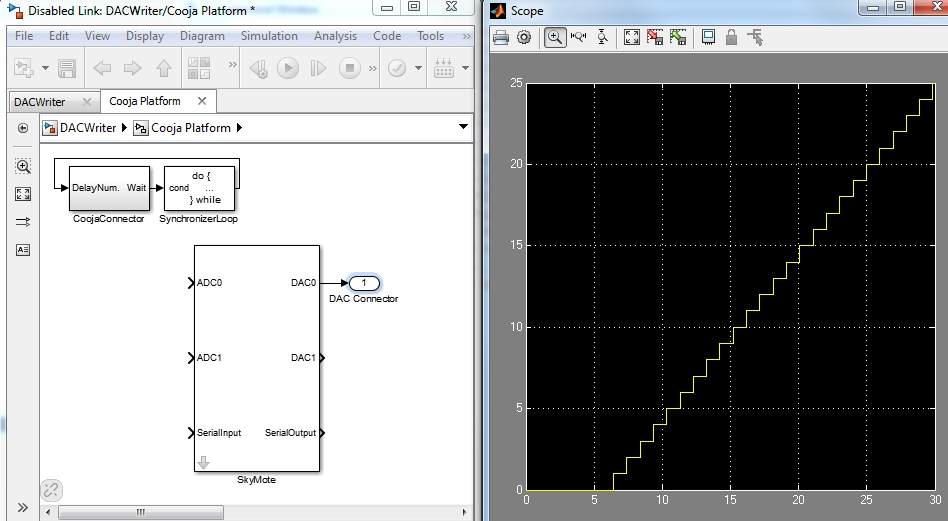 Disabled Link: DACWriter/Cooja Platform *
File Edit View Display Diagram Simulation Analysis Code Tools »
DACWriter Cooja Platform
DACWriter Cooja Platform
DelayNum. Wait
do {
cond ...
} while
CoojaConnector SynchronizerLoop
ADC0 DAC0 1
DAC Connector
ADC1 DAC1
SerialInput SerialOutput
SkyMote
Scope
25
20
15
10
5
0
0 5 10 15 20 25 30